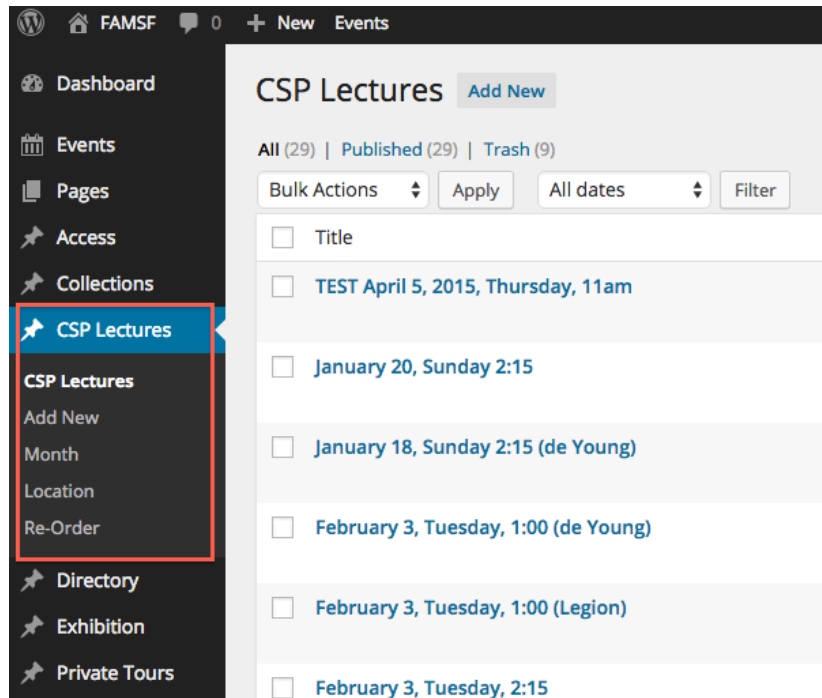 FAMSF 0 + New Events
Dashboard
Events
Pages
Access
Collections
CSP Lectures
CSP Lectures
Add New
Month
Location
Re-Order
Directory
Exhibition
Private Tours
CSP Lectures Add New
All (29) | Published (29) | Trash (9)
Bulk Actions Apply All dates Filter
Title
TEST April 5, 2015, Thursday, 11am
January 20, Sunday 2:15
January 18, Sunday 2:15 (de Young)
February 3, Tuesday, 1:00 (de Young)
February 3, Tuesday, 1:00 (Legion)
February 3, Tuesday, 2:15